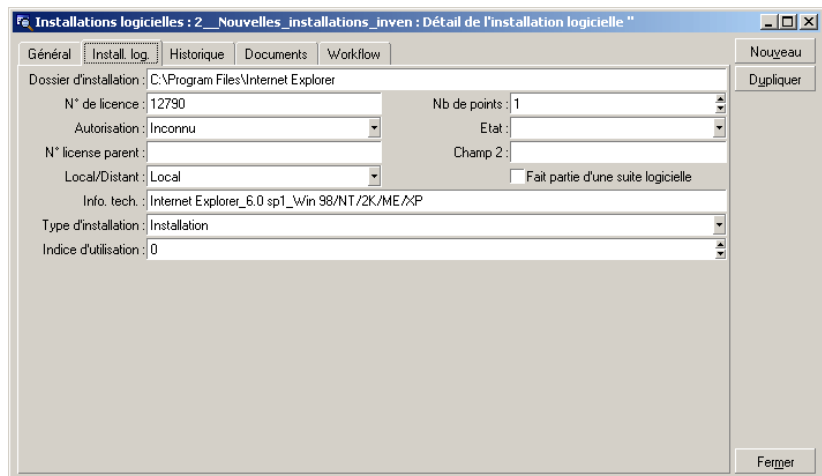 Installations logicielles : 2__Nouvelles_installations_inven : Détail de l'installation logicielle ''
Général Install. log. Historique Documents Workflow
Nouveau
Dupliquer
Dossier d'installation : C:\Program Files\Internet Explorer
N° de licence : 12790 Nb de points : 1
Autorisation : Inconnu Etat :
N° license parent : Champ 2 :
Local/Distant : Local Fait partie d'une suite logicielle
Info. tech. : Internet Explorer_6.0 sp1_Win 98/NT/2K/ME/XP
Type d'installation : Installation
Indice d'utilisation : 0
Fermer